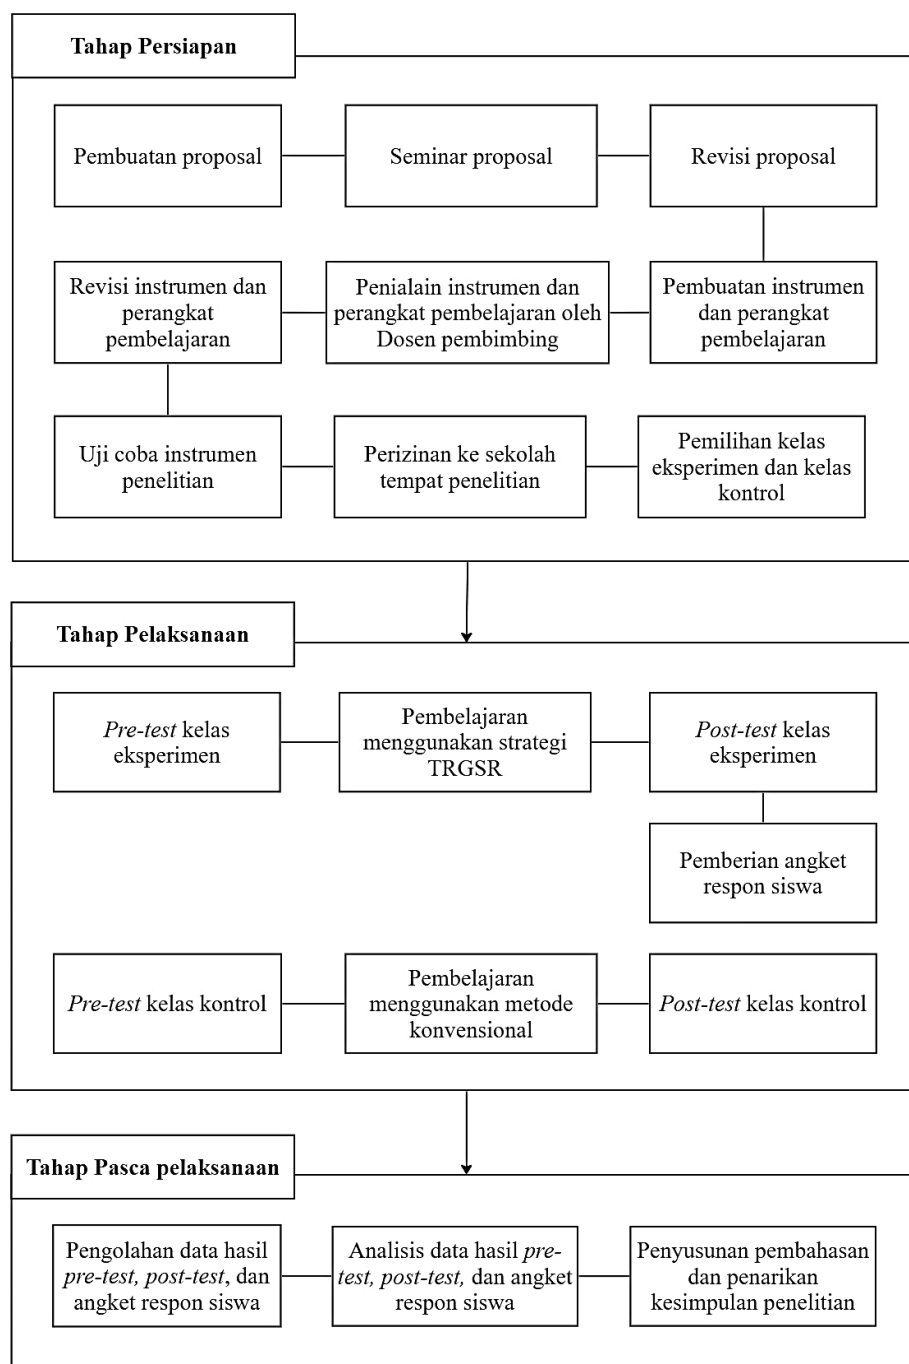 Tahap Persiapan
Pembuatan proposal
Seminar proposal
Revisi proposal
Revisi instrumen dan
perangkat
pembelajaran
Penialain instrumen dan
perangkat pembelajaran oleh
Dosen pembimbing
Pembuatan instrumen
dan perangkat
pembelajaran
Uji coba instrumen
penelitian
Perizinan ke sekolah
tempat penelitian
Pemilihan kelas
eksperimen dan kelas
kontrol
Tahap Pelaksanaan
Pre-test kelas
eksperimen
Pembelajaran
menggunakan strategi
TRGSR
Post-test kelas
eksperimen
Pemberian angket
respon siswa
Pre-test kelas kontrol
Pembelajaran
menggunakan metode
konvensional
Post-test kelas kontrol
Tahap Pasca pelaksanaan
Pengolahan data hasil
pre-test, post-test, dan
angket respon siswa
Analisis data hasil pre-
test, post-test, dan angket
respon siswa
Penyusunan pembahasan
dan penarikan
kesimpulan penelitian